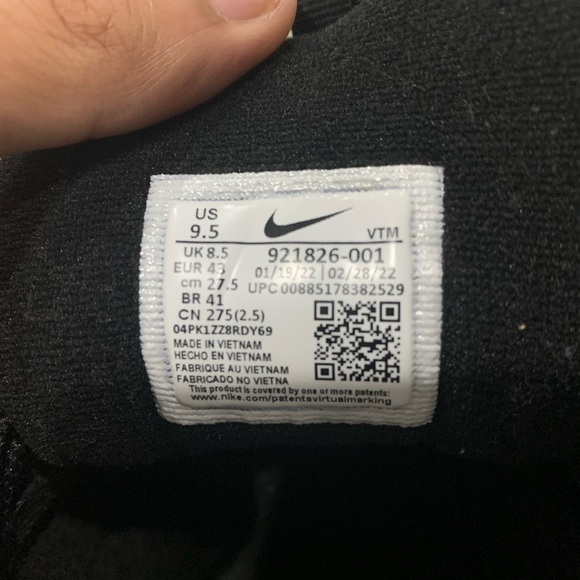 US
9.5
VTM
UK 8.5
921826-001
EUR 43
01/19/22 | 02/28/22
cm 27.5
UPC 00885178382529
BR 41
CN 275(2.5)
04PK1ZZ8RDY69
MADE IN VIETNAM
HECHO EN VIETNAM
FABRIQUE AU VIETNAM
FABRICADO NO VIETNA
This product is covered by one or more patents:
www.nike.com/patentsvirtualmarking